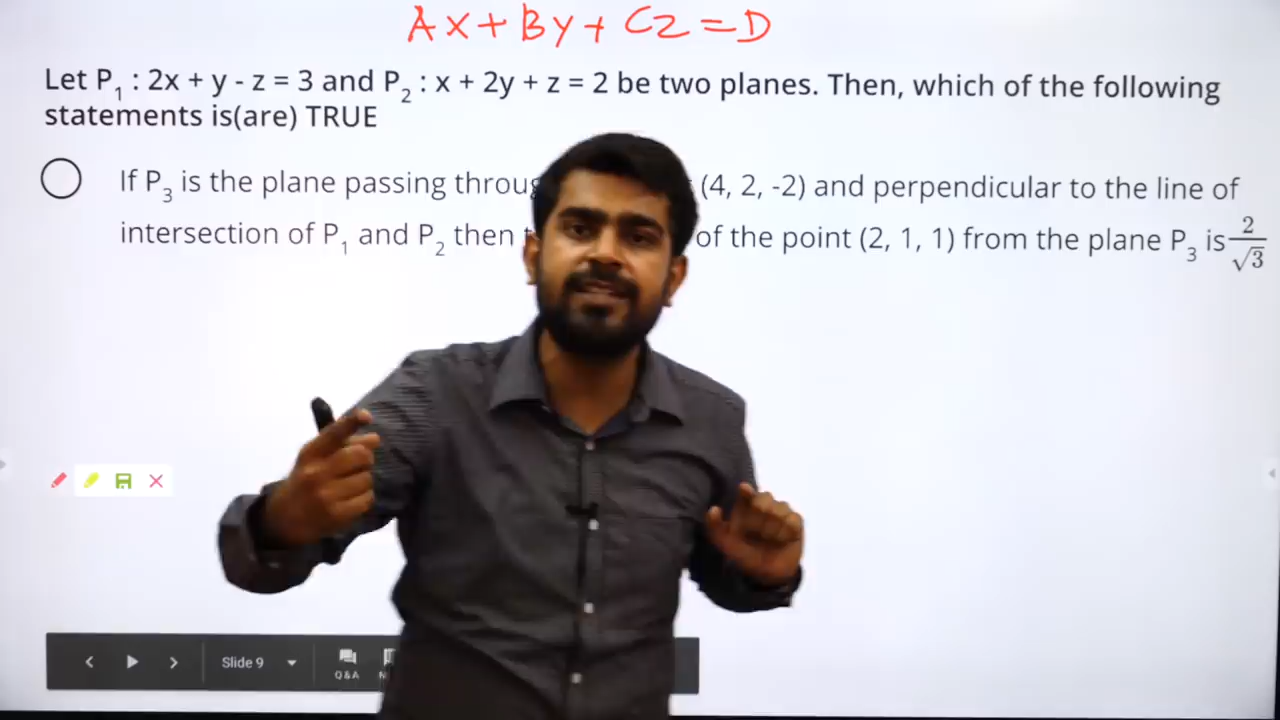 Ax + By + Cz = D
Let P₁ : 2x + y - z = 3 and P₂ : x + 2y + z = 2 be two planes. Then, which of the following
statements is(are) TRUE
If P₃ is the plane passing (4, 2, -2) and perpendicular to the line of
intersection of P₁ and P₂ then of the point (2, 1, 1) from the plane P₃ is 2/√3
Slide 9
Q&A